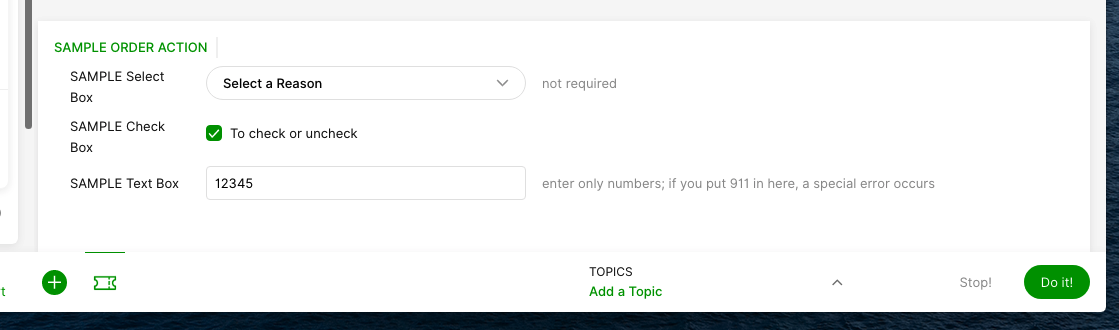 SAMPLE ORDER ACTION
SAMPLE Select
Box
Select a Reason
not required
SAMPLE Check
Box
To check or uncheck
SAMPLE Text Box
12345
enter only numbers; if you put 911 in here, a special error occurs
TOPICS
Add a Topic
Stop!
Do it!